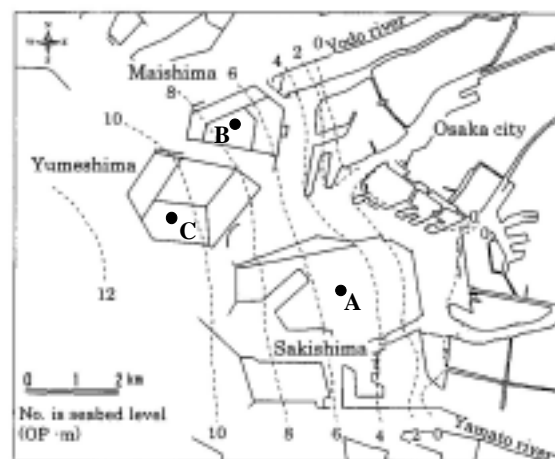 0
2
4
Yodo river
Maishima
6
8
B
10
Osaka city
Yumeshima
C
0
0
12
A
Sakishima
0 1 2 km
No. is seabed level
(OP ·m)
10
8
6
4
2
0
Yamato river